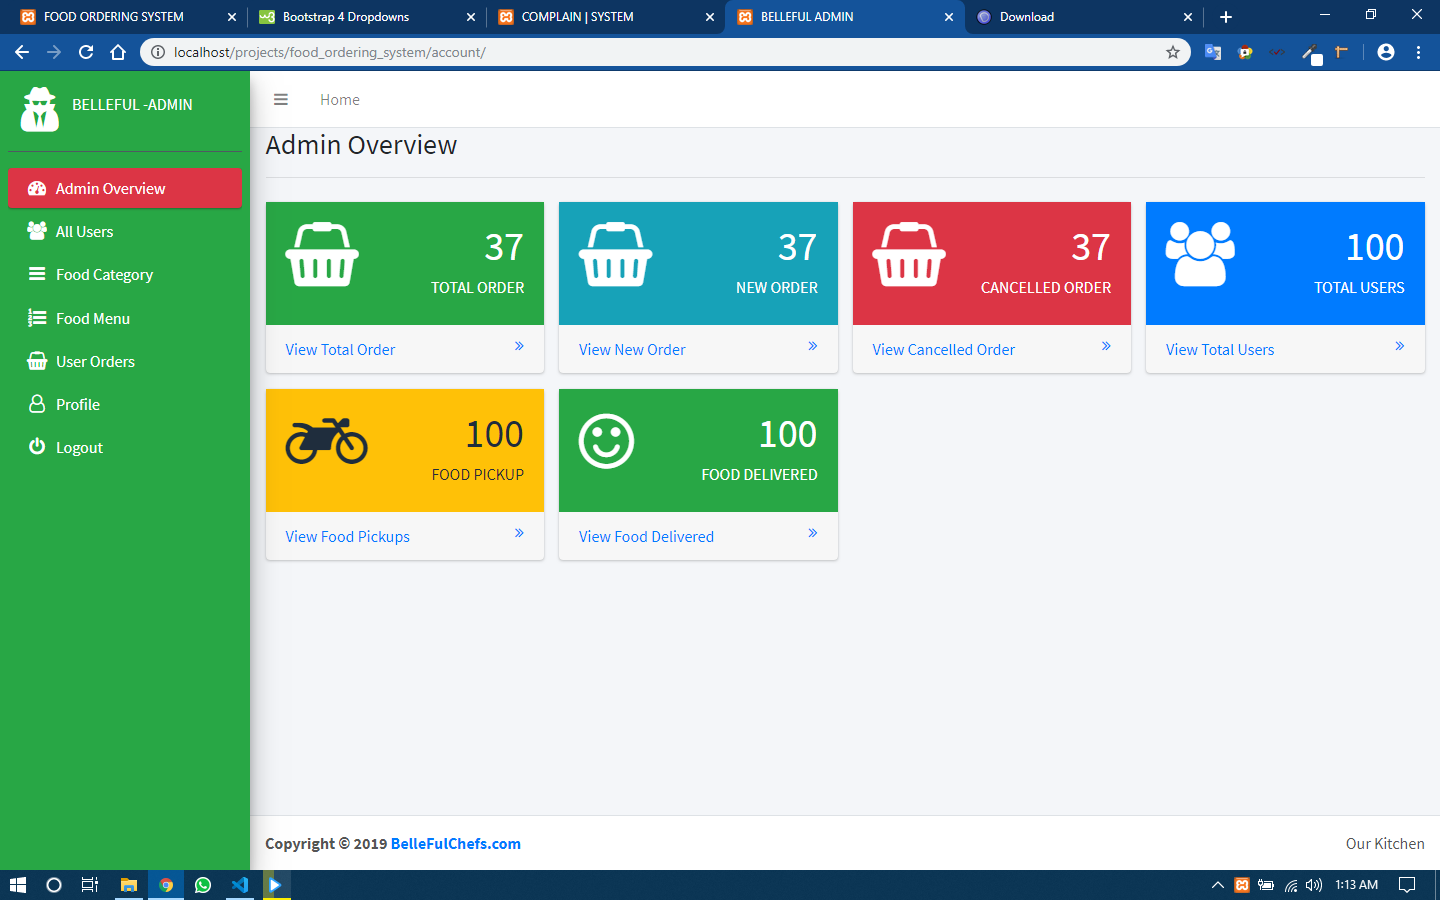 FOOD ORDERING SYSTEM
Bootstrap 4 Dropdowns
COMPLAIN | SYSTEM
BELLEFUL ADMIN
Download
localhost/projects/food_ordering_system/account/
BELLEFUL -ADMIN
Home
Admin Overview
Admin Overview
All Users
Food Category
Food Menu
User Orders
Profile
Logout
37
TOTAL ORDER
View Total Order
37
NEW ORDER
View New Order
37
CANCELLED ORDER
View Cancelled Order
100
TOTAL USERS
View Total Users
100
FOOD PICKUP
View Food Pickups
100
FOOD DELIVERED
View Food Delivered
Copyright © 2019 BelleFulChefs.com
Our Kitchen
1:13 AM